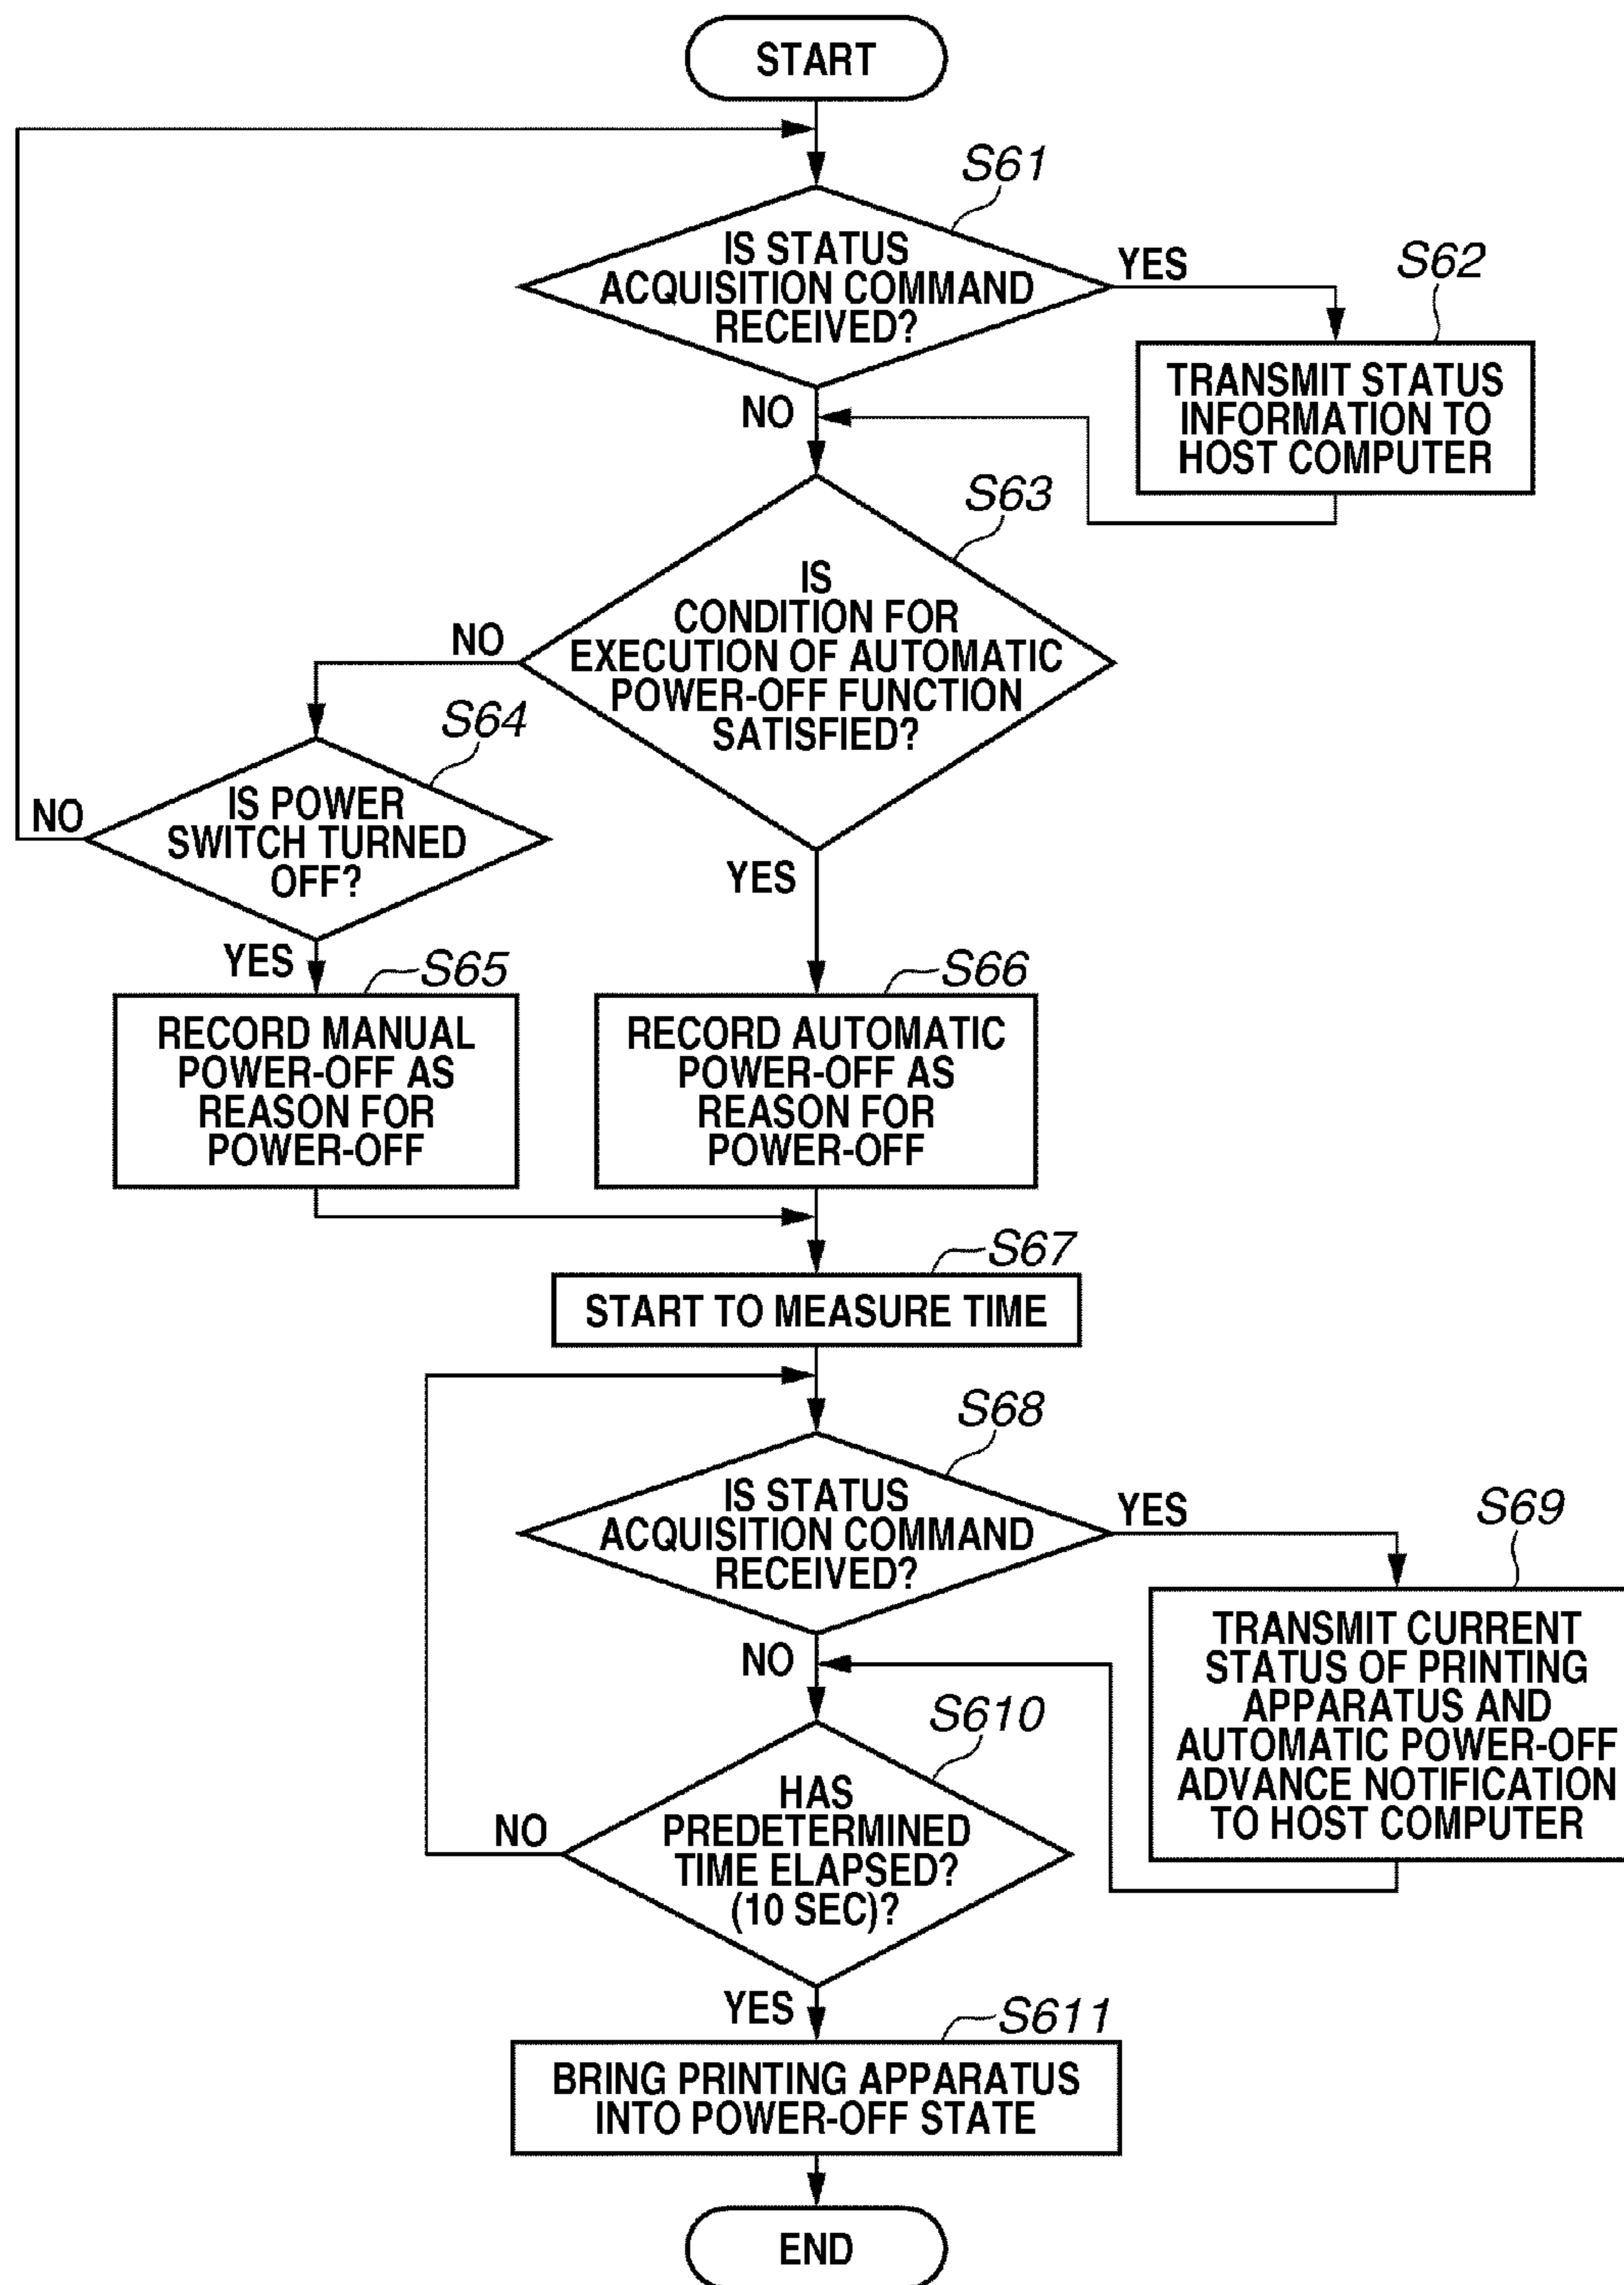 START
S61
IS STATUS
ACQUISITION COMMAND
RECEIVED?
YES
S62
TRANSMIT STATUS
INFORMATION TO
HOST COMPUTER
NO
S63
IS
CONDITION FOR
EXECUTION OF AUTOMATIC
POWER-OFF FUNCTION
SATISFIED?
NO
S64
IS POWER
SWITCH TURNED
OFF?
NO
YES
YES
S65
RECORD MANUAL
POWER-OFF AS
REASON FOR
POWER-OFF
S66
RECORD AUTOMATIC
POWER-OFF AS
REASON FOR
POWER-OFF
S67
START TO MEASURE TIME
S68
IS STATUS
ACQUISITION COMMAND
RECEIVED?
YES
S69
TRANSMIT CURRENT
STATUS OF PRINTING
APPARATUS AND
AUTOMATIC POWER-OFF
ADVANCE NOTIFICATION
TO HOST COMPUTER
NO
S610
HAS
PREDETERMINED
TIME ELAPSED?
(10 SEC)?
NO
YES
S611
BRING PRINTING APPARATUS
INTO POWER-OFF STATE
END